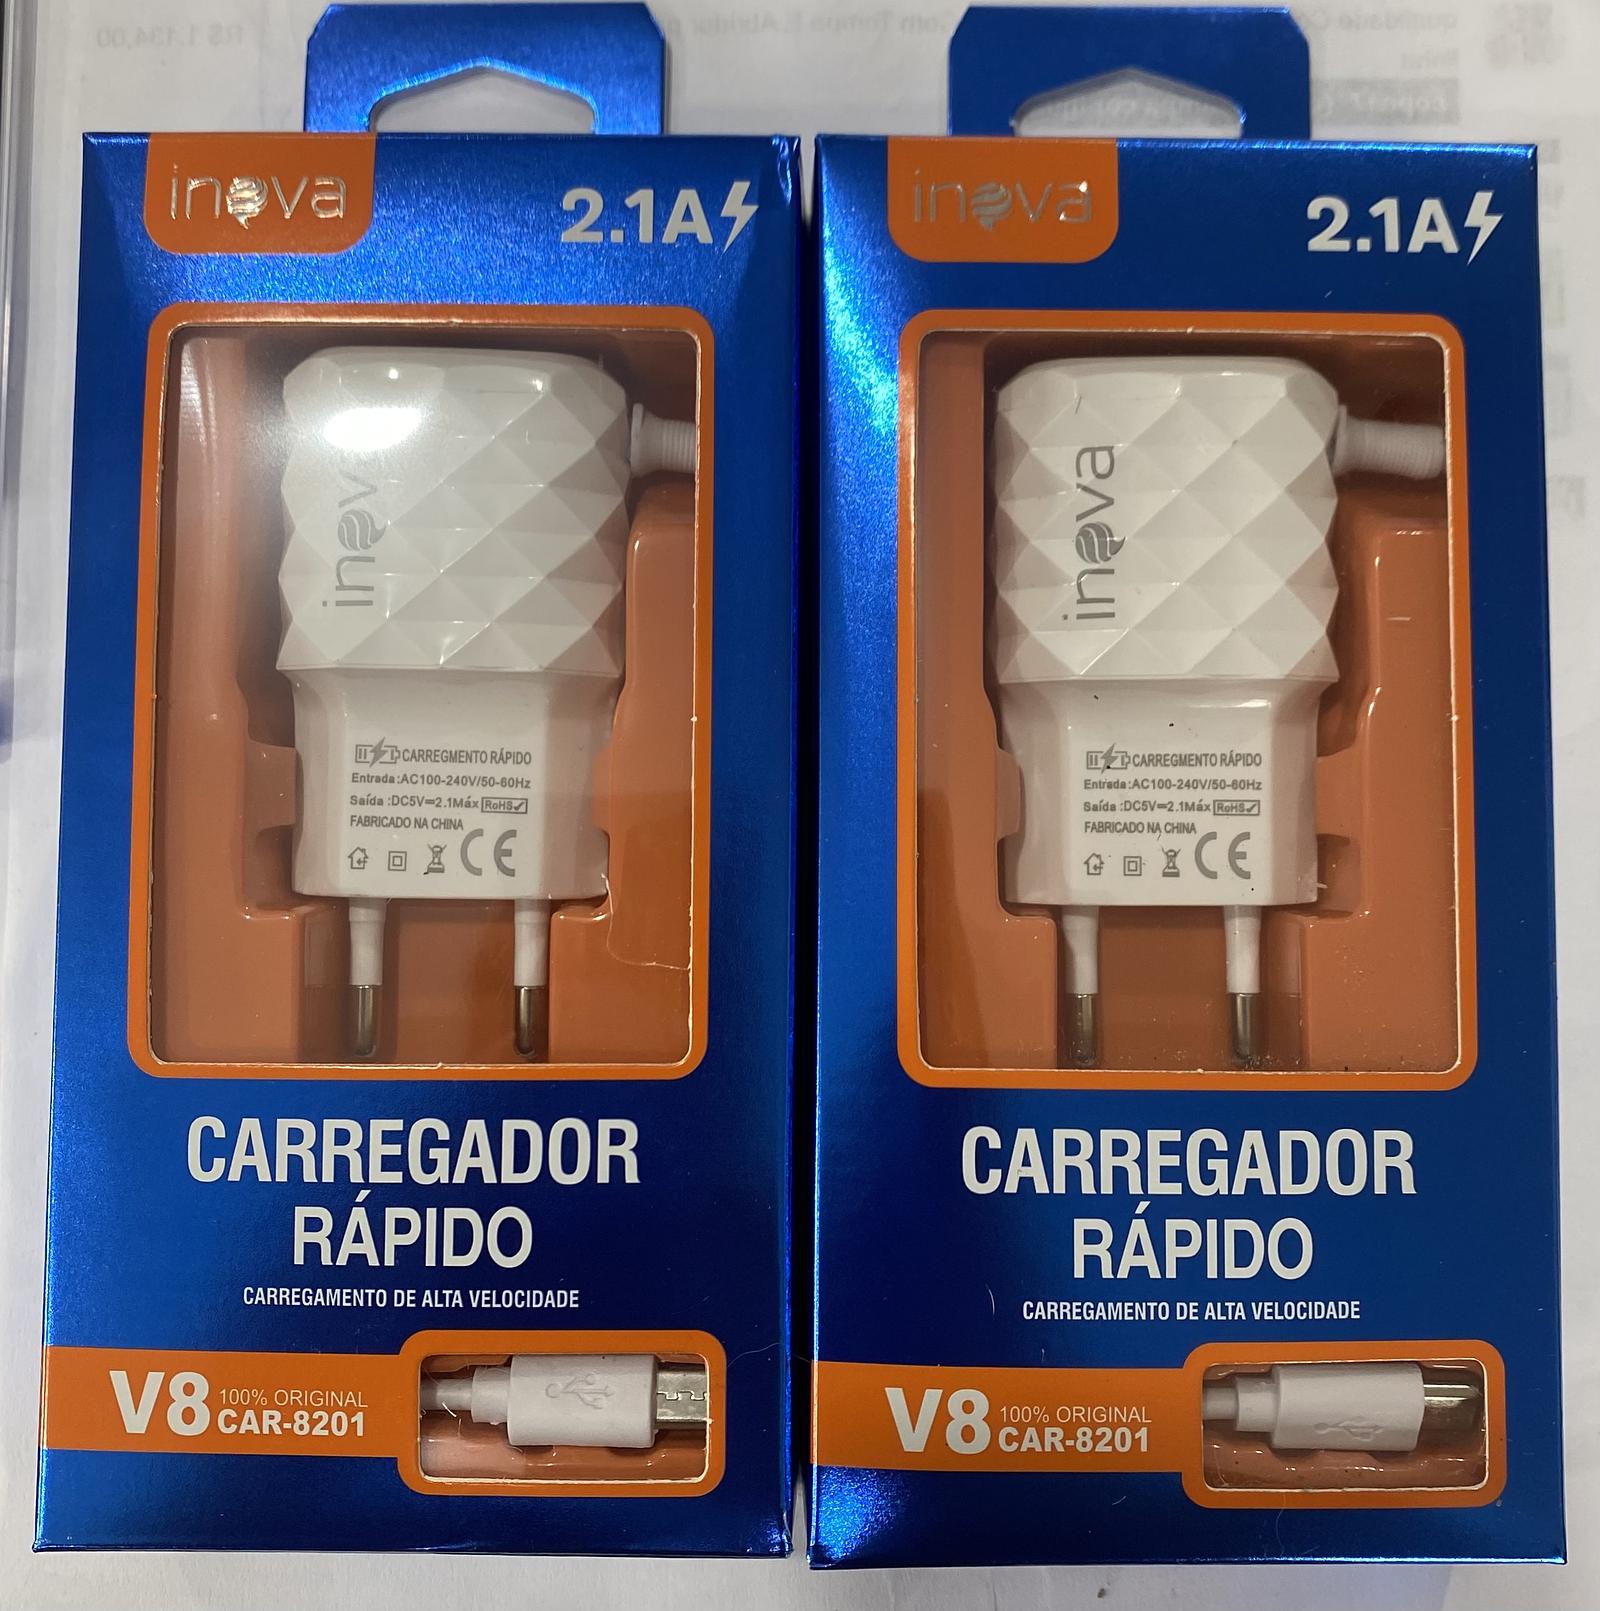 inova
2.1A
inova
CARREGMENTO RÁPIDO
Entrada:AC100-240V/50-60Hz
Saída :DC5V⎓2.1Máx RoHS✓
FABRICADO NA CHINA
CE
CARREGADOR
RÁPIDO
CARREGAMENTO DE ALTA VELOCIDADE
V8 100% ORIGINAL
CAR-8201
inova
2.1A
inova
CARREGMENTO RÁPIDO
Entrada:AC100-240V/50-60Hz
Saída :DC5V⎓2.1Máx RoHS✓
FABRICADO NA CHINA
CE
CARREGADOR
RÁPIDO
CARREGAMENTO DE ALTA VELOCIDADE
V8 100% ORIGINAL
CAR-8201